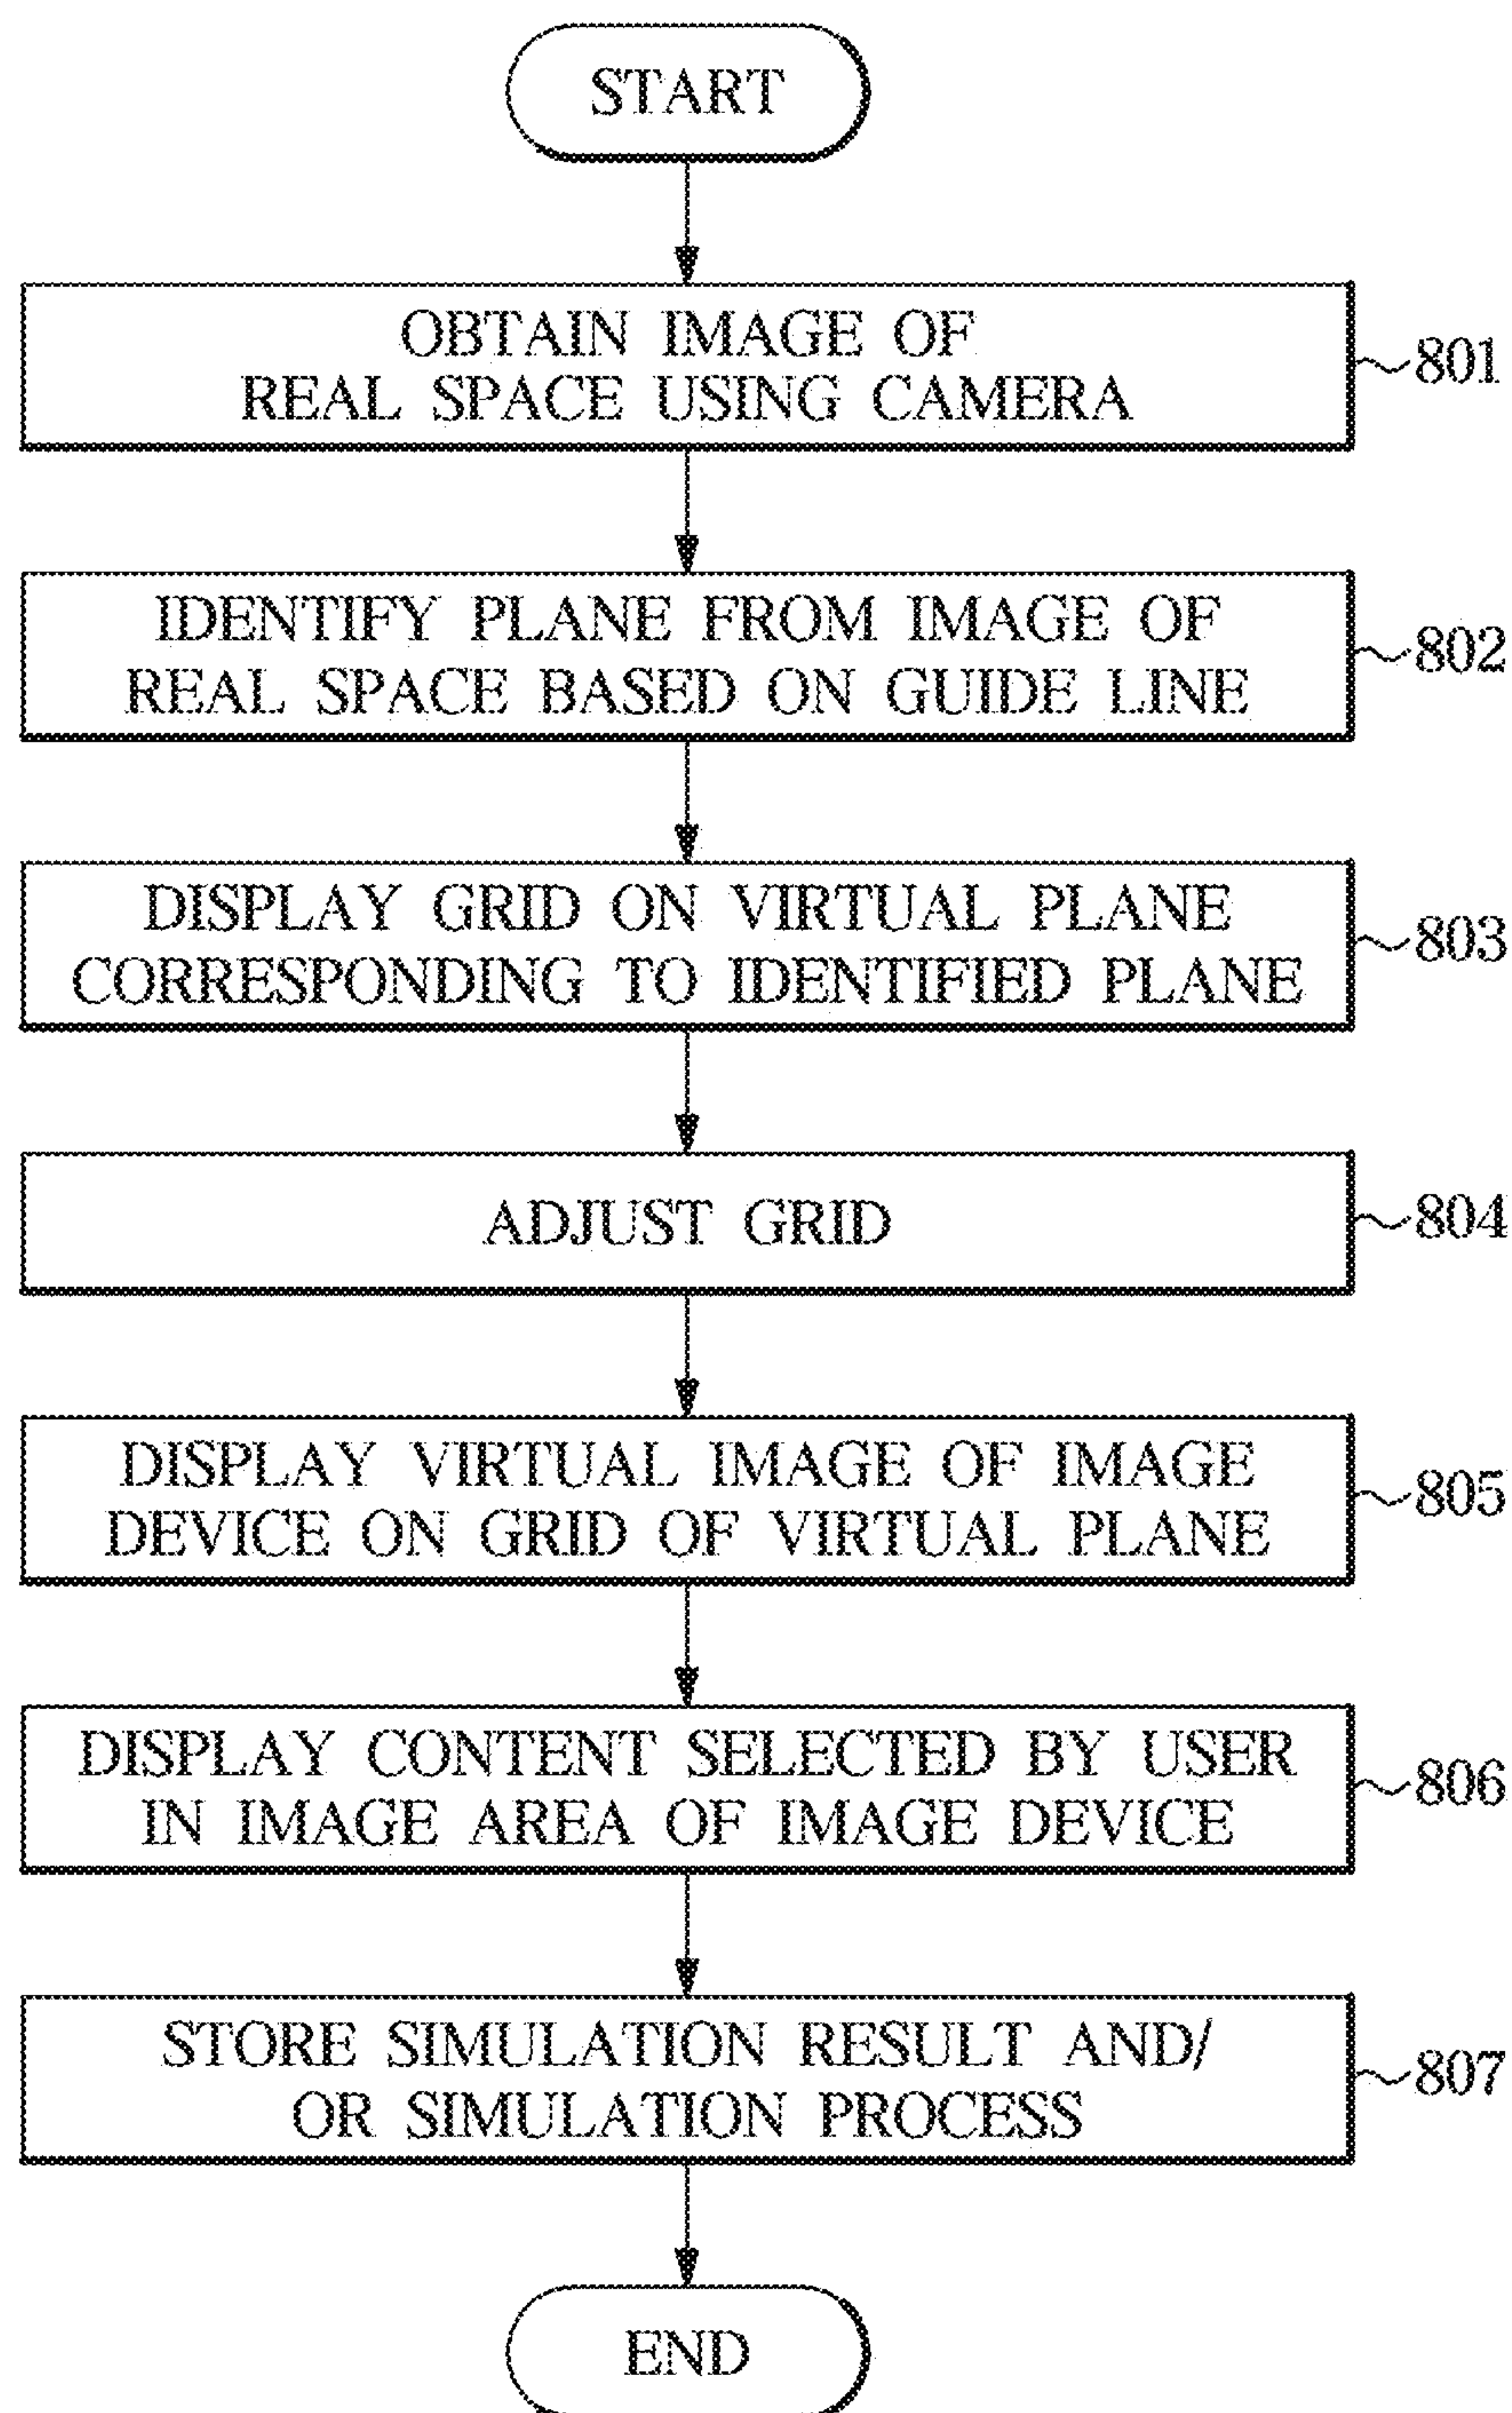 START
OBTAIN IMAGE OF
REAL SPACE USING CAMERA
801
IDENTIFY PLANE FROM IMAGE OF
REAL SPACE BASED ON GUIDE LINE
802
DISPLAY GRID ON VIRTUAL PLANE
CORRESPONDING TO IDENTIFIED PLANE
803
ADJUST GRID
804
DISPLAY VIRTUAL IMAGE OF IMAGE
DEVICE ON GRID OF VIRTUAL PLANE
805
DISPLAY CONTENT SELECTED BY USER
IN IMAGE AREA OF IMAGE DEVICE
806
STORE SIMULATION RESULT AND/
OR SIMULATION PROCESS
807
END